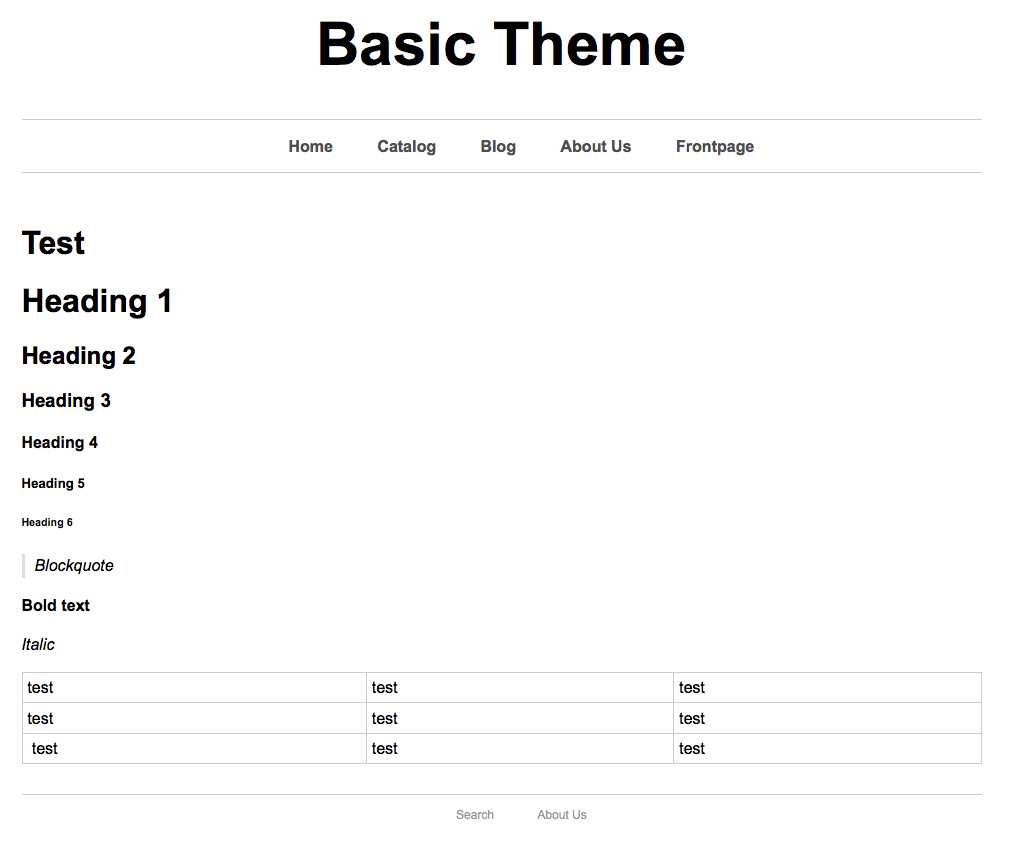 Basic Theme
Home Catalog Blog About Us Frontpage
Test
Heading 1
Heading 2
Heading 3
Heading 4
Heading 5
Heading 6
Blockquote
Bold text
Italic
test test test
test test test
test test test
Search About Us